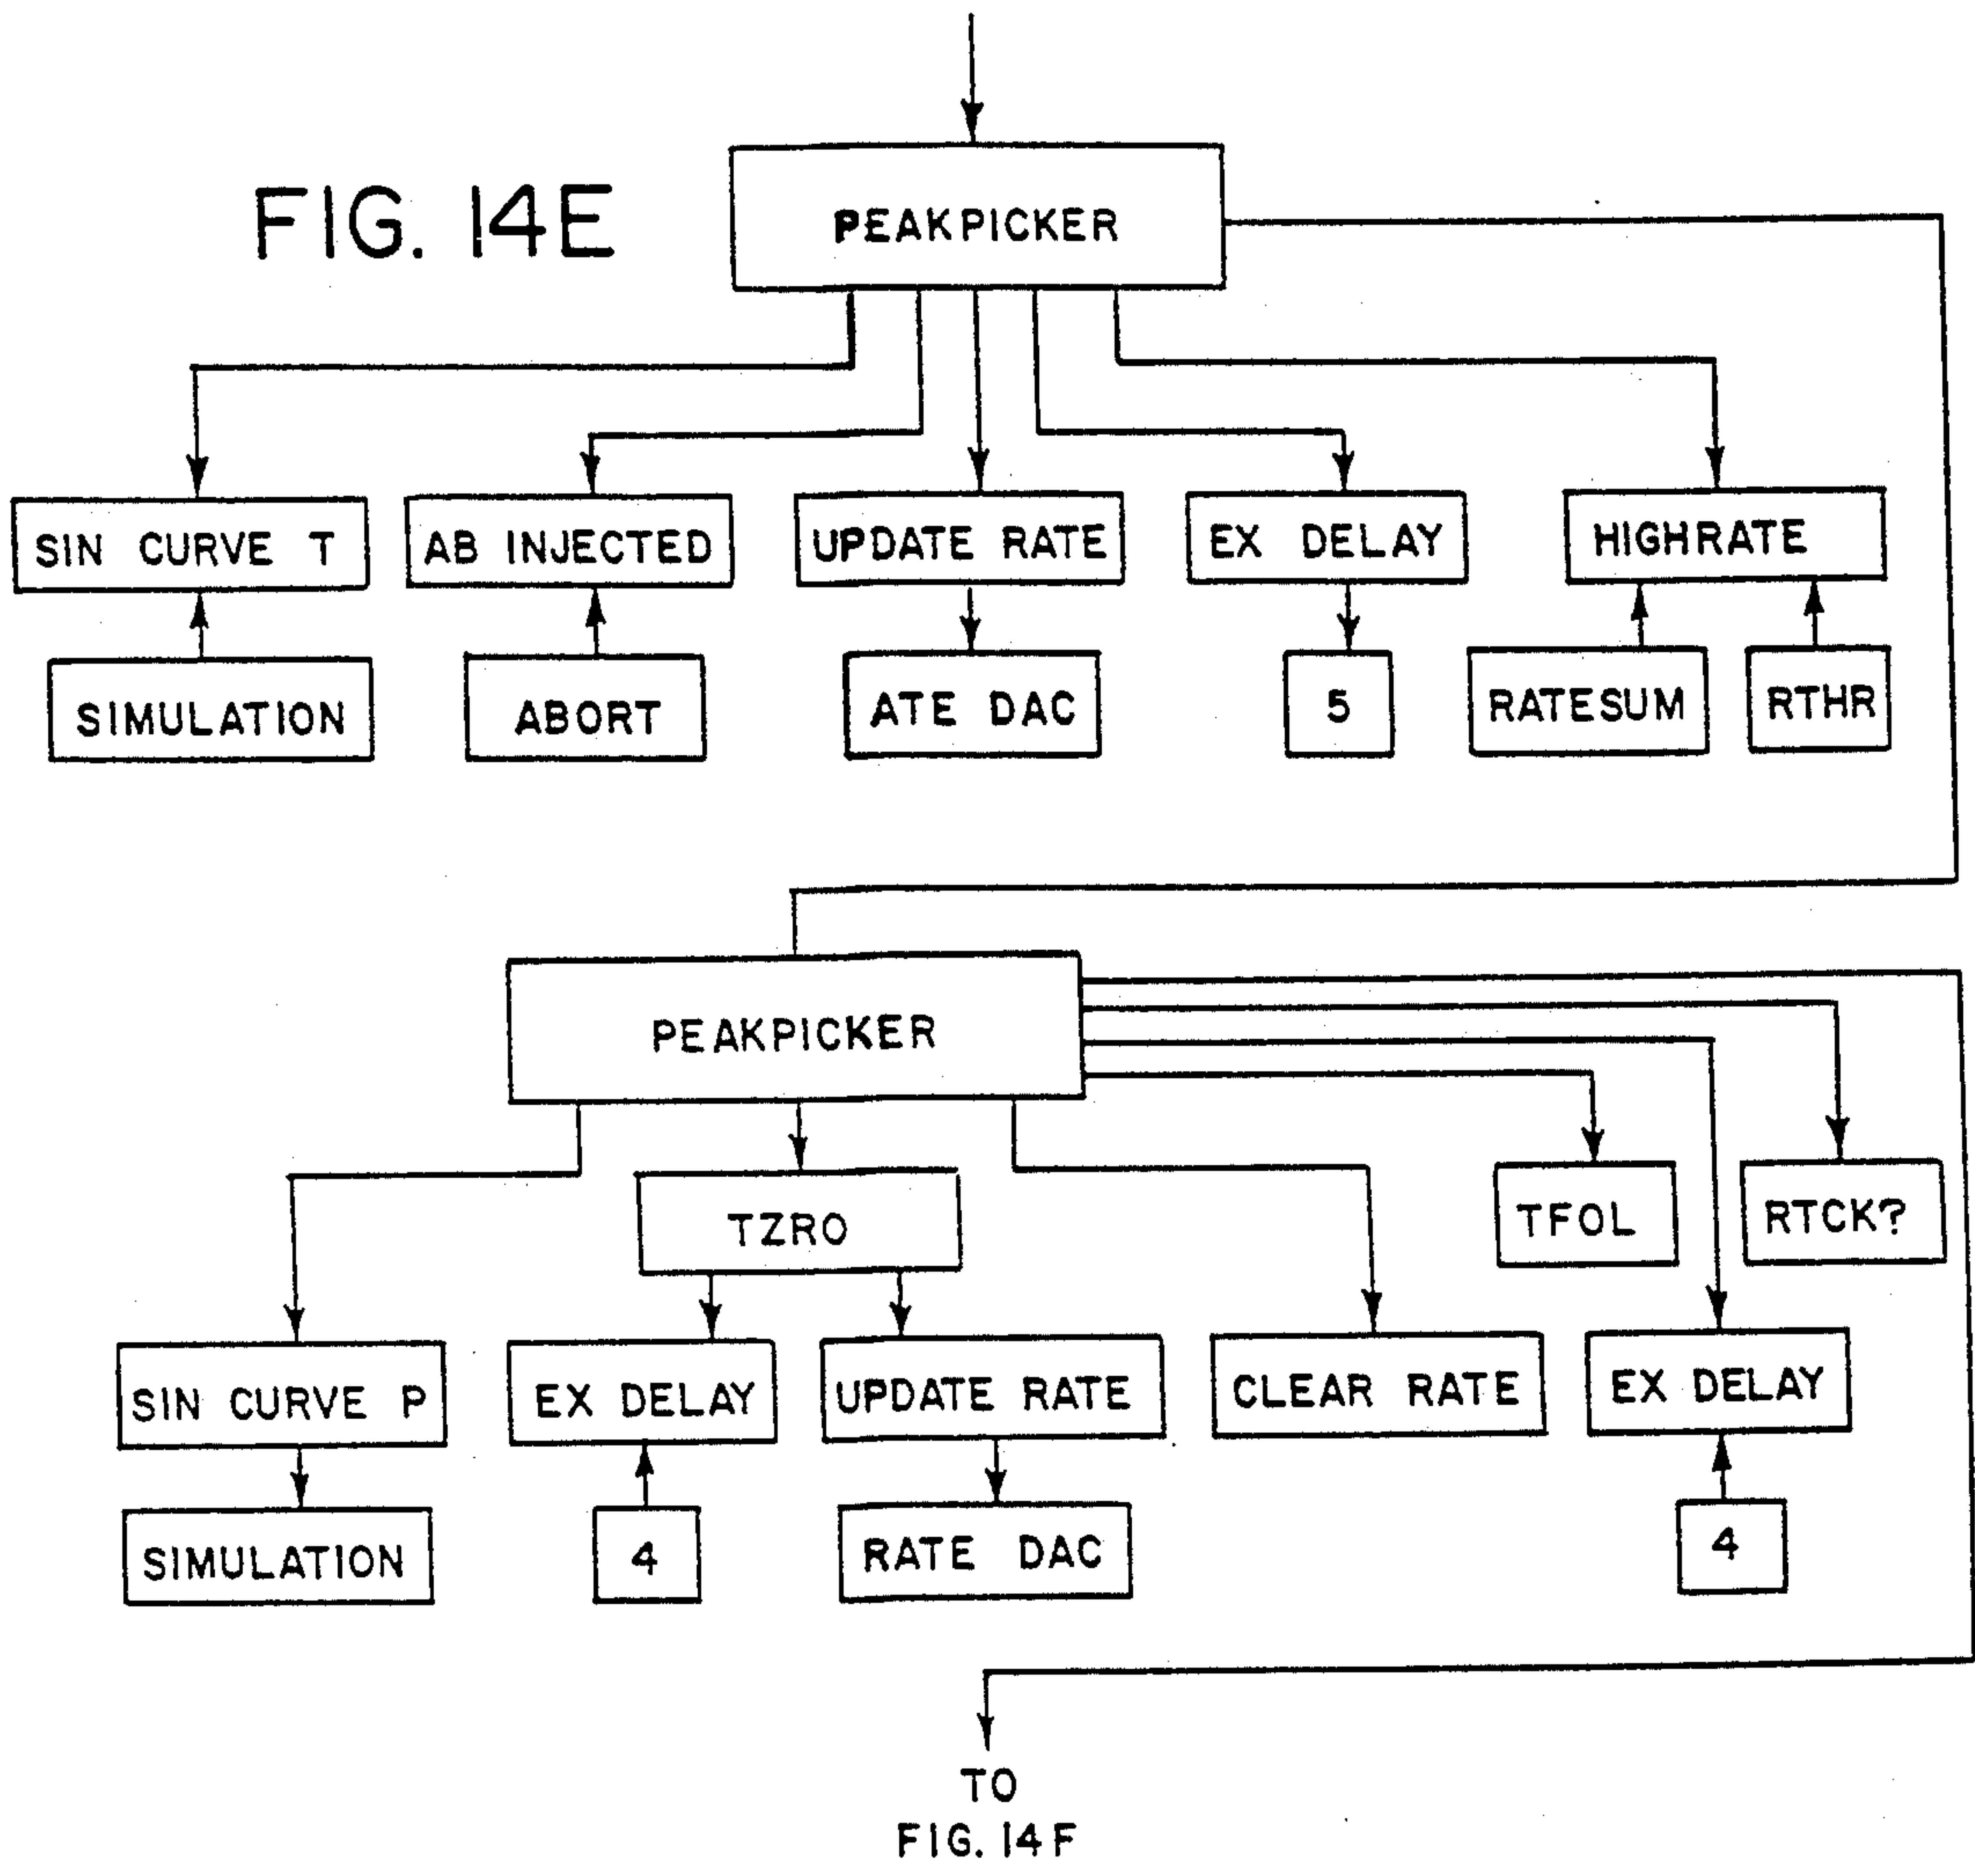 FIG. 14E
PEAKPICKER
SIN CURVE T
AB INJECTED
UPDATE RATE
EX DELAY
HIGHRATE
SIMULATION
ABORT
ATE DAC
5
RATESUM
RTHR
PEAKPICKER
TZRO
TFOL
RTCK?
SIN CURVE P
EX DELAY
UPDATE RATE
CLEAR RATE
EX DELAY
SIMULATION
4
RATE DAC
4
TO
FIG. 14F